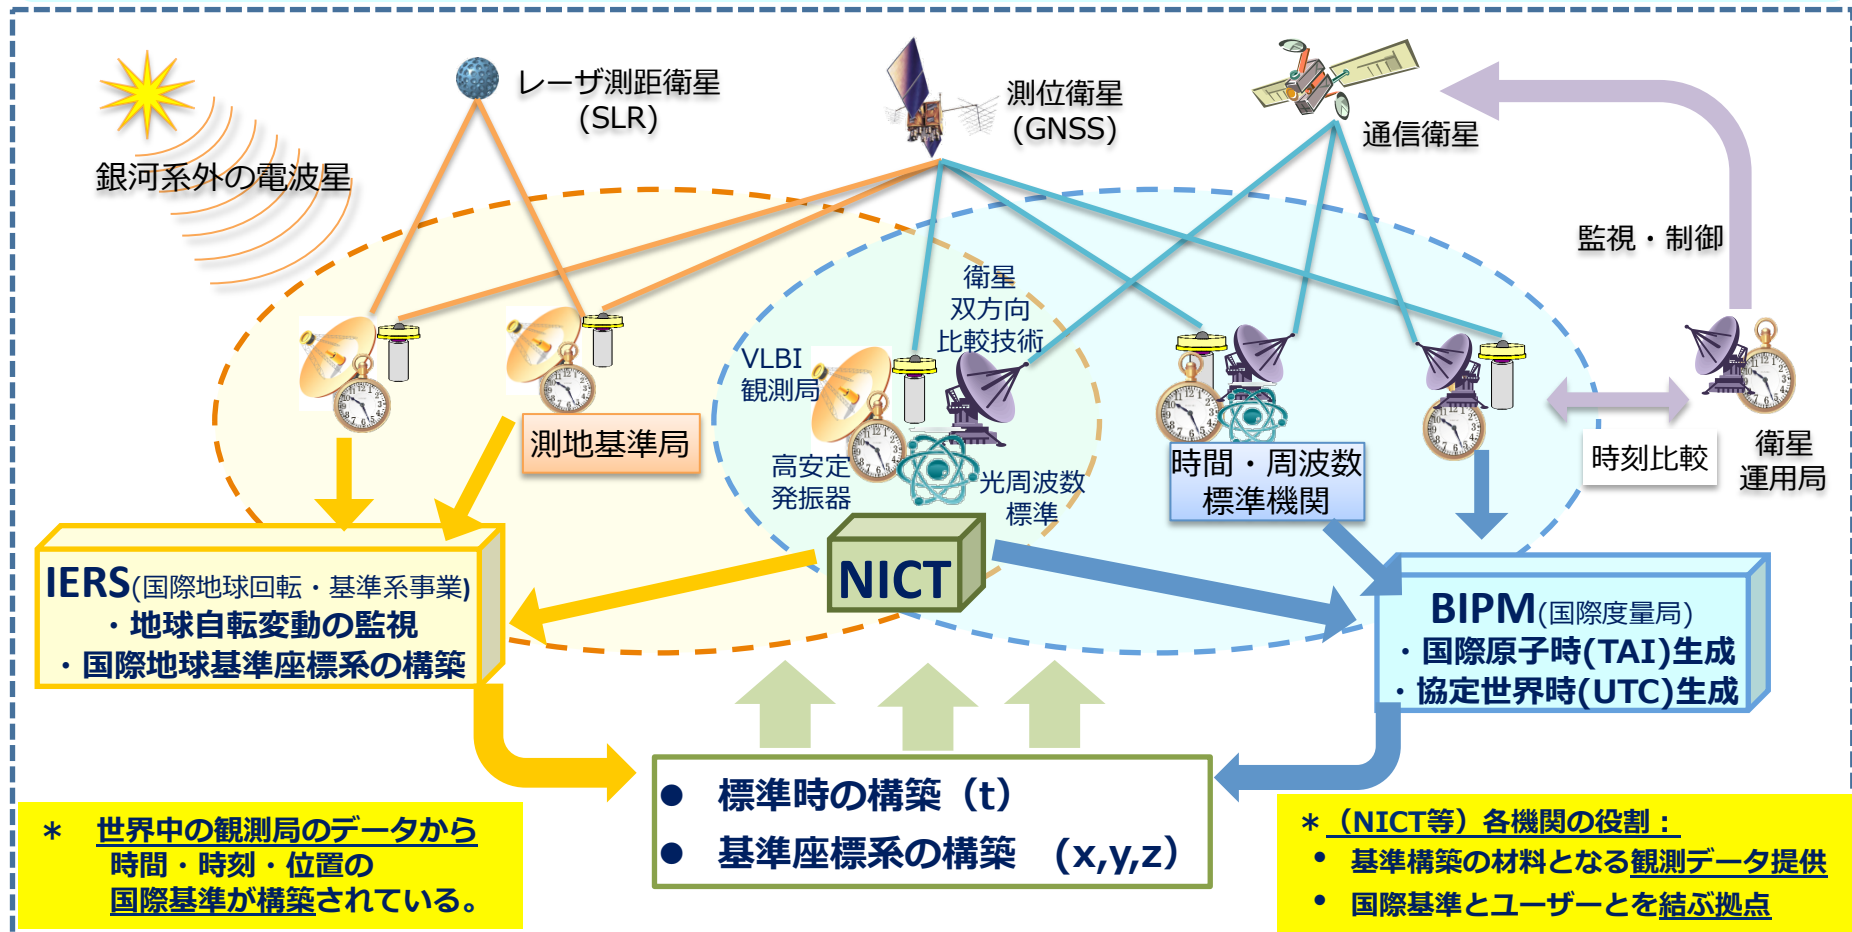 レーザ測距衛星
(SLR)
測位衛星
(GNSS)
通信衛星
銀河系外の電波星
監視・制御
衛星
双方向
比較技術
VLBI
観測局
測地基準局
高安定
発振器
光周波数
標準
時間・周波数
標準機関
時刻比較
衛星
運用局
NICT
IERS(国際地球回転・基準系事業)
・地球自転変動の監視
・国際地球基準座標系の構築
BIPM(国際度量局)
・国際原子時(TAI)生成
・協定世界時(UTC)生成
● 標準時の構築（t）
● 基準座標系の構築 (x,y,z）
＊ 世界中の観測局のデータから
時間・時刻・位置の
国際基準が構築されている。
＊（NICT等）各機関の役割：
• 基準構築の材料となる観測データ提供
• 国際基準とユーザーとを結ぶ拠点